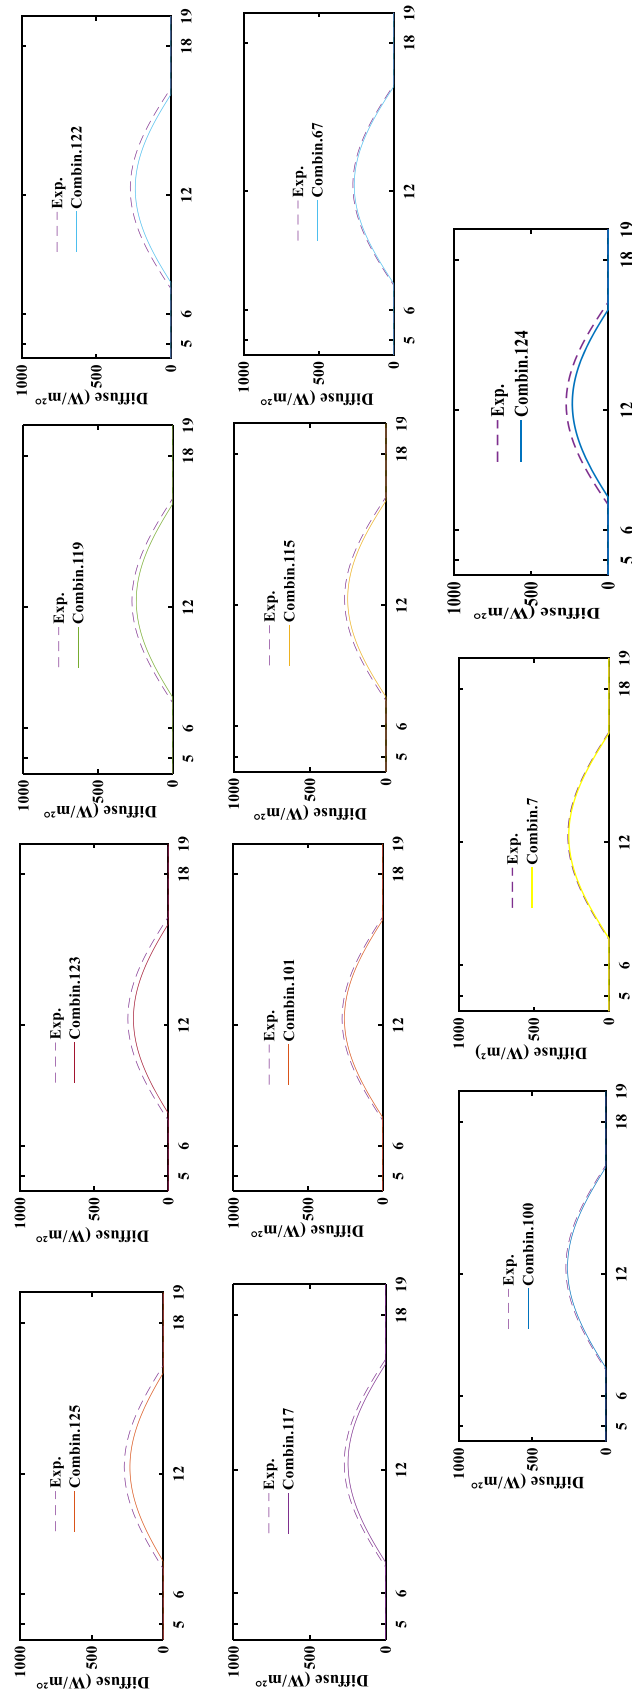 Diffuse (W/m²°
1000
500
0
Exp.
Combin.125
5 6 12 18 19
Diffuse (W/m²°
1000
500
0
Exp.
Combin.123
5 6 12 18 19
Diffuse (W/m²°
1000
500
0
Exp.
Combin.119
5 6 12 18 19
Diffuse (W/m²°
1000
500
0
Exp.
Combin.122
6 12 18 19
Diffuse (W/m²°
1000
500
0
Exp.
Combin.117
5 6 12 18 19
Diffuse (W/m²°
1000
500
0
Exp.
Combin.101
5 6 12 18 19
Diffuse (W/m²°
1000
500
0
Exp.
Combin.115
5 6 12 18 19
Diffuse (W/m²°
1000
500
0
Exp.
Combin.67
6 12 18 19
Diffuse (W/m²°
1000
500
0
Exp.
Combin.100
5 6 12 18 19
Diffuse (W/m²)
1000
500
0
Exp.
Combin.7
5 6 12 18 19
Diffuse (W/m²°
1000
500
0
Exp.
Combin.124
5 6 12 18 19